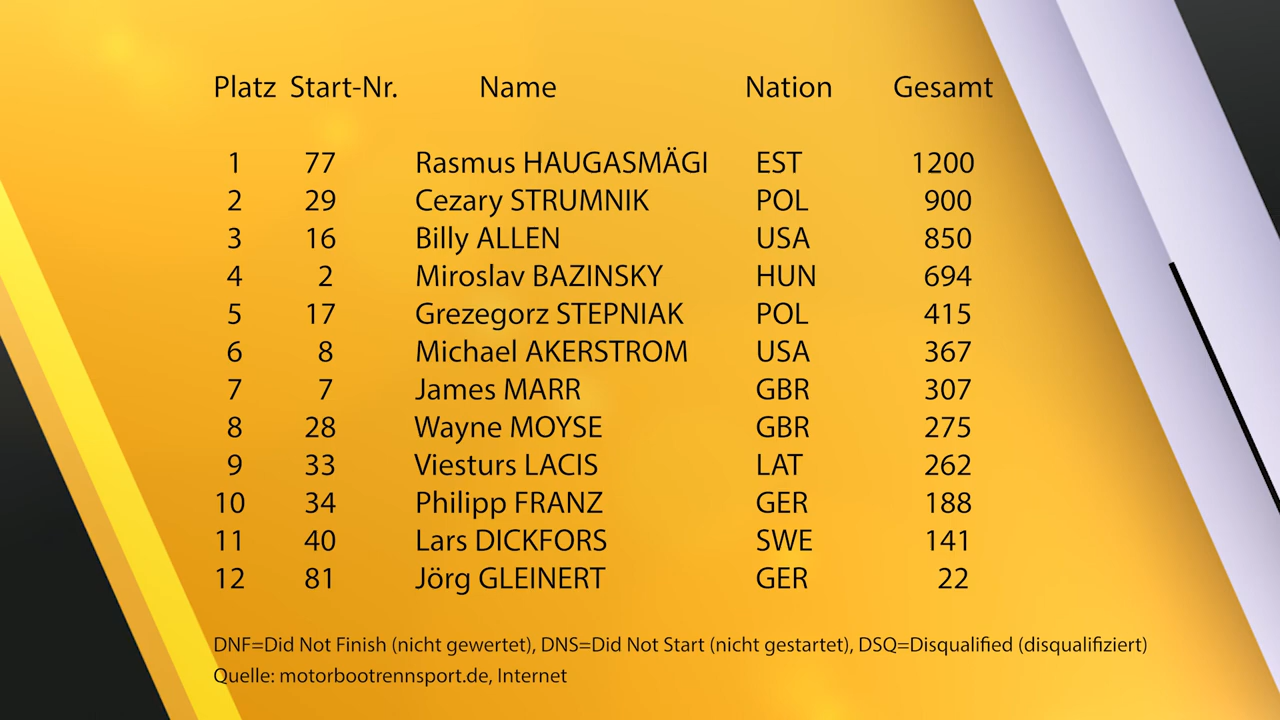 Platz Start-Nr. Name Nation Gesamt
1 77 Rasmus HAUGASMÄGI EST 1200
2 29 Cezary STRUMNIK POL 900
3 16 Billy ALLEN USA 850
4 2 Miroslav BAZINSKY HUN 694
5 17 Grezegorz STEPNIAK POL 415
6 8 Michael AKERSTROM USA 367
7 7 James MARR GBR 307
8 28 Wayne MOYSE GBR 275
9 33 Viesturs LACIS LAT 262
10 34 Philipp FRANZ GER 188
11 40 Lars DICKFORS SWE 141
12 81 Jörg GLEINERT GER 22
DNF=Did Not Finish (nicht gewertet), DNS=Did Not Start (nicht gestartet), DSQ=Disqualified (disqualifiziert)
Quelle: motorbootrennsport.de, Internet